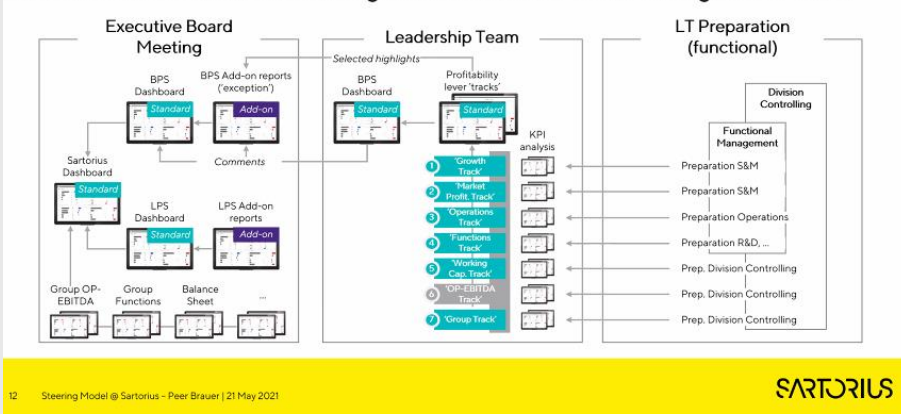 Executive Board
Meeting
Leadership Team
LT Preparation
(functional)
Selected highlights
BPS
Dashboard
Standard
BPS Add-on reports
('exception')
Add-on
Comments
Sartorius
Dashboard
Standard
LPS
Dashboard
Standard
LPS Add-on
reports
Add-on
Group OP-
EBITDA
Group
Functions
Balance
Sheet
...
BPS
Dashboard
Standard
Profitability
lever 'tracks'
Standard
KPI
analysis
1 'Growth
Track'
2 'Market
Profit. Track'
3 'Operations
Track'
4 'Functions
Track'
5 'Working
Cap. Track'
6 'OP-EBITDA
Track'
7 'Group Track'
Division
Controlling
Functional
Management
Preparation S&M
Preparation S&M
Preparation Operations
Preparation R&D, ...
Prep. Division Controlling
Prep. Division Controlling
Prep. Division Controlling
12 Steering Model @ Sartorius – Peer Brauer | 21 May 2021
SARTORIUS